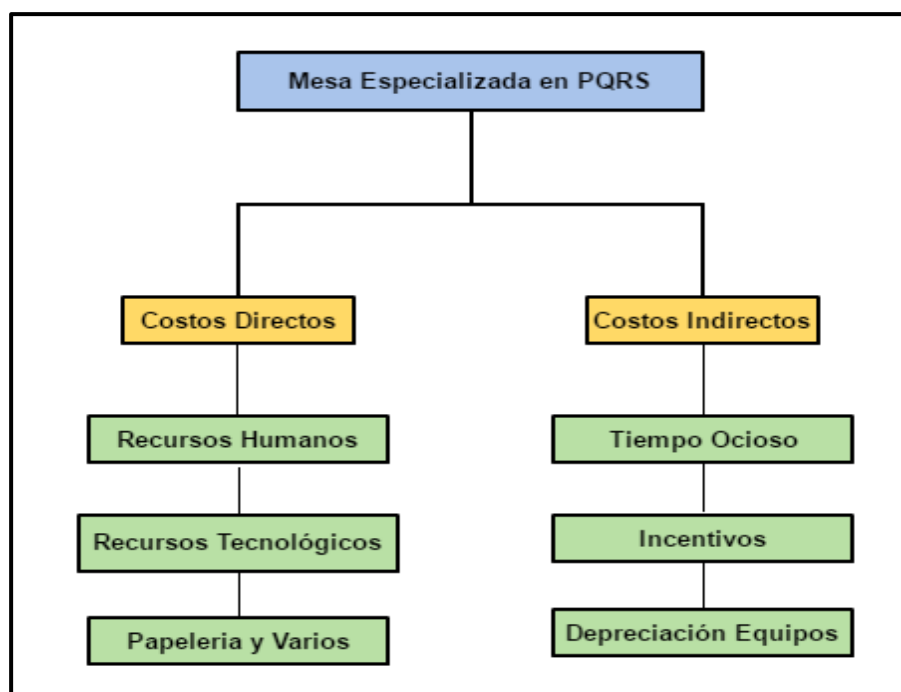 Mesa Especializada en PQRS
Costos Directos
Costos Indirectos
Recursos Humanos
Tiempo Ocioso
Recursos Tecnológicos
Incentivos
Papeleria y Varios
Depreciación Equipos